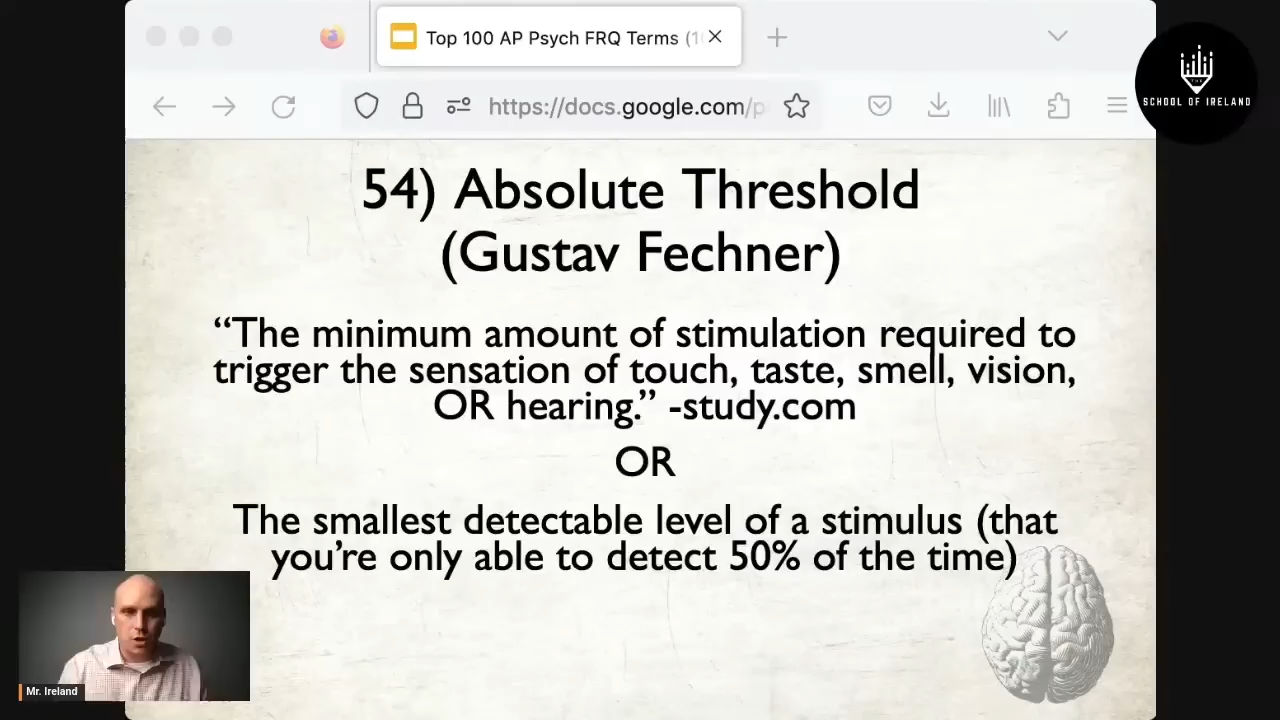 Top 100 AP Psych FRQ Terms (1
https://docs.google.com/p
THE
SCHOOL OF IRELAND
54) Absolute Threshold
(Gustav Fechner)
“The minimum amount of stimulation required to
trigger the sensation of touch, taste, smell, vision,
OR hearing.” -study.com
OR
The smallest detectable level of a stimulus (that
you’re only able to detect 50% of the time)
Mr. Ireland